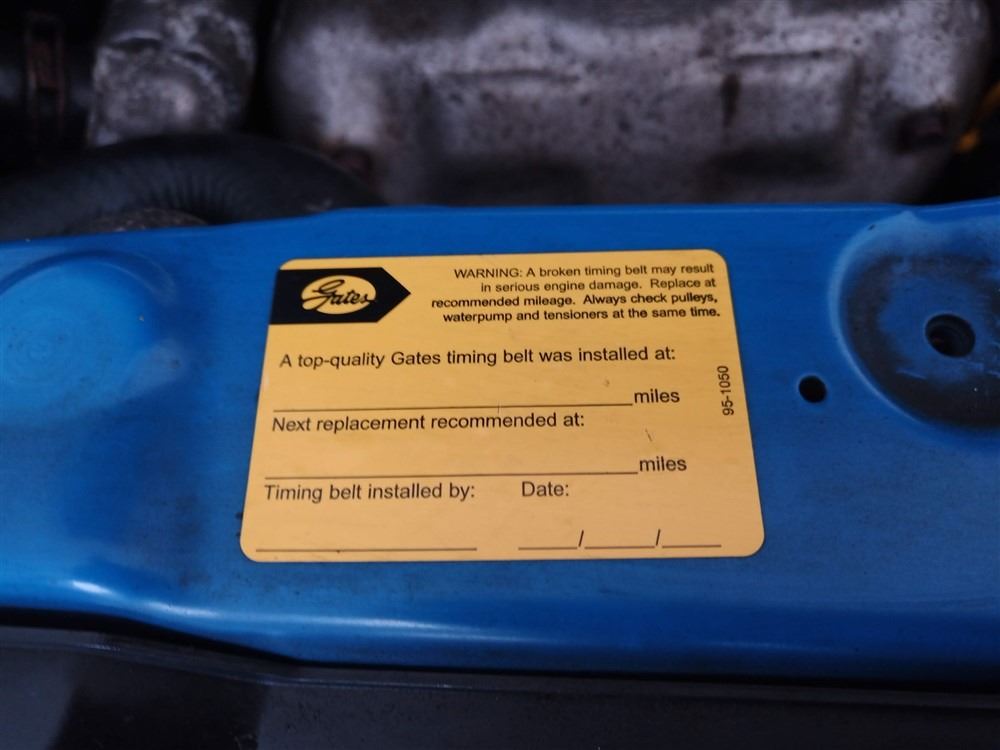 Gates
WARNING: A broken timing belt may result
in serious engine damage. Replace at
recommended mileage. Always check pulleys,
waterpump and tensioners at the same time.
A top-quality Gates timing belt was installed at:
miles
Next replacement recommended at:
miles
Timing belt installed by: Date:
/ /
95-1050